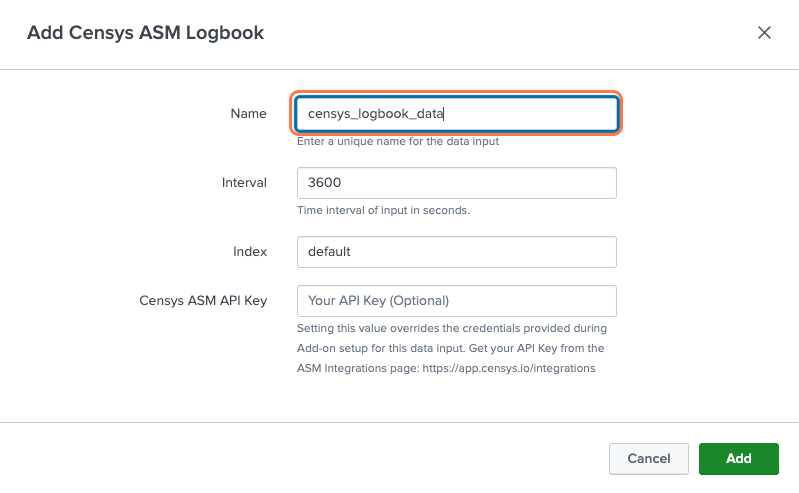 Add Censys ASM Logbook
Name
censys_logbook_data
Enter a unique name for the data input
Interval
3600
Time interval of input in seconds.
Index
default
Censys ASM API Key
Your API Key (Optional)
Setting this value overrides the credentials provided during
Add-on setup for this data input. Get your API Key from the
ASM Integrations page: https://app.censys.io/integrations
Cancel
Add